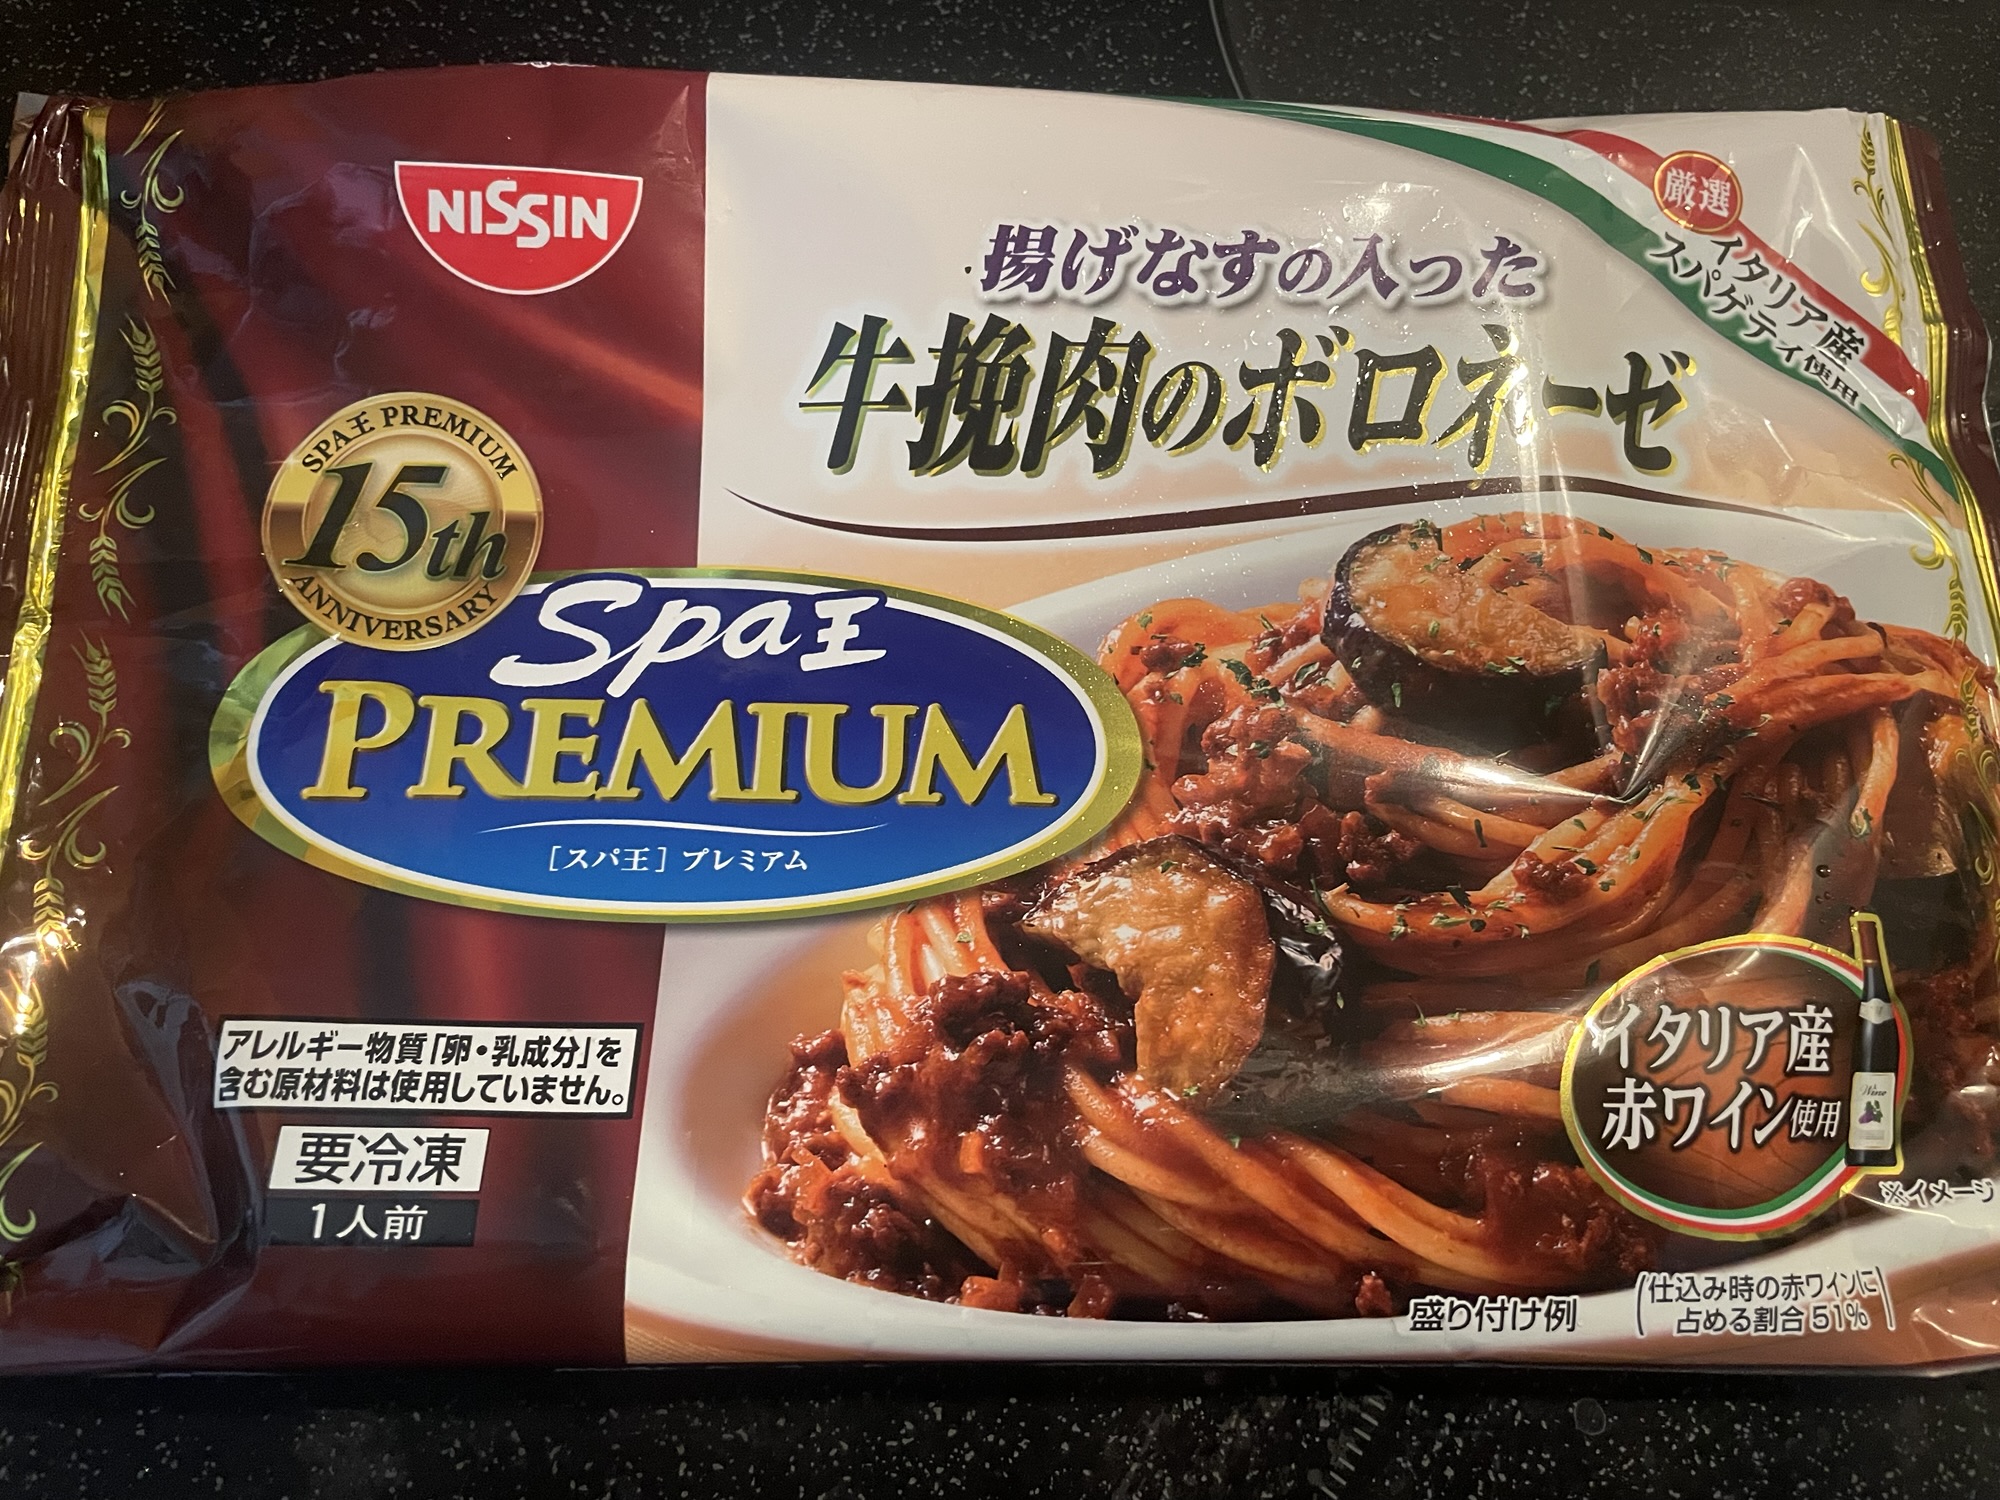 NISSIN
厳選
イタリア産
スパゲティ使用
揚げなすの入った
牛挽肉のボロネーゼ
SPA王 PREMIUM
15th
ANNIVERSARY
Spa王
PREMIUM
［スパ王］プレミアム
アレルギー物質「卵・乳成分」を
含む原材料は使用していません。
要冷凍
1人前
イタリア産
赤ワイン使用
Wine
※イメージ
盛り付け例
(仕込み時の赤ワインに
占める割合51%)